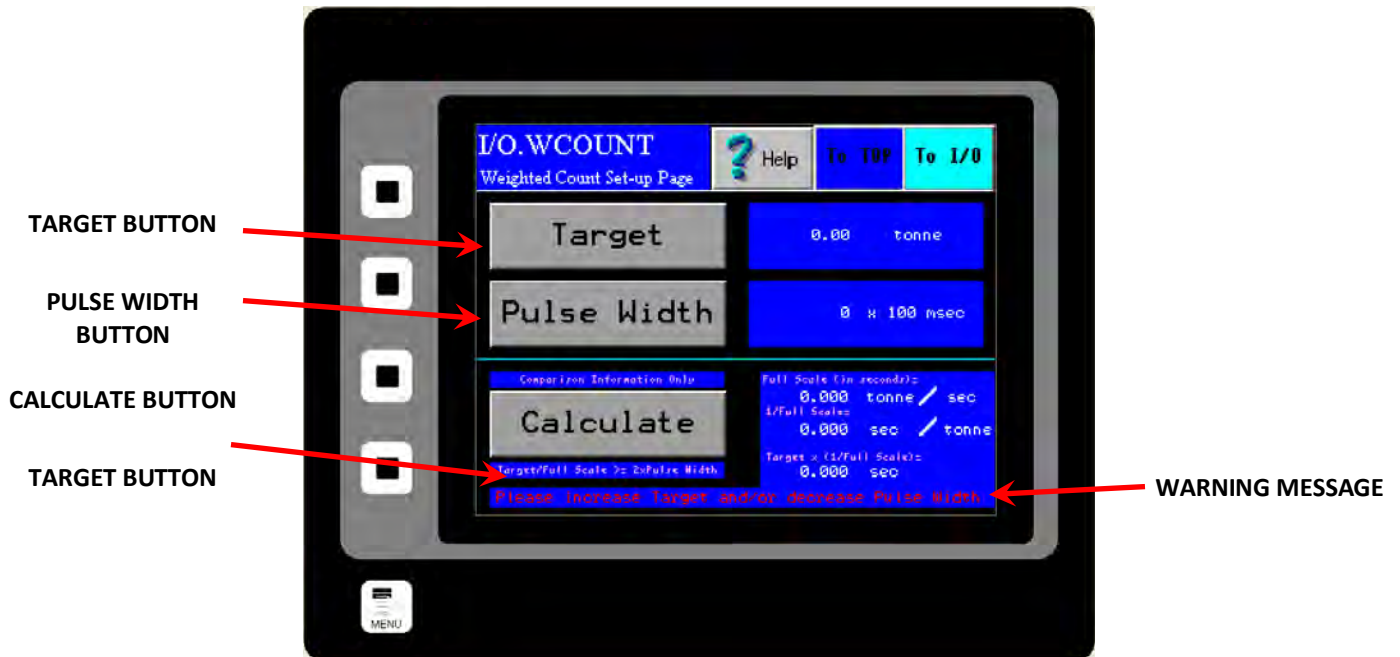 I/O.WCOUNT
Weighted Count Set-up Page
Help
To TOP
To I/O
TARGET BUTTON
Target
0.00 tonne
PULSE WIDTH
BUTTON
Pulse Width
0 x 100 msec
CALCULATE BUTTON
Comparison Information Only
Calculate
Target/Full Scale >= 2xPulse Width
Full Scale (in seconds)=
0.000 tonne / sec
1/Full Scale=
0.000 sec / tonne
Target x (1/Full Scale)=
0.000 sec
TARGET BUTTON
Please Increase Target and/or decrease Pulse Width
WARNING MESSAGE
MENU